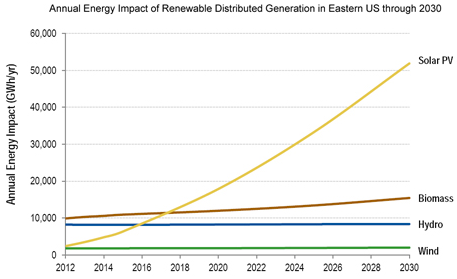 Annual Energy Impact of Renewable Distributed Generation in Eastern US through 2030
Annual Energy Impact (GWh/yr)
60,000
50,000
40,000
30,000
20,000
10,000
0
Solar PV
Biomass
Hydro
Wind
2012 2014 2016 2018 2020 2022 2024 2026 2028 2030